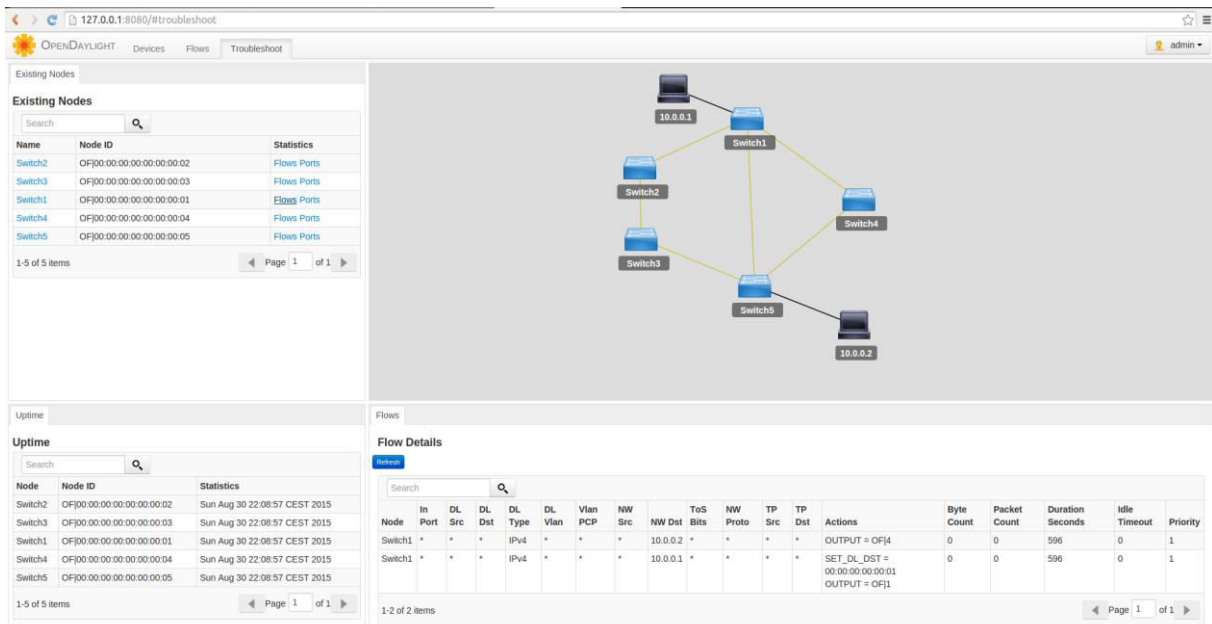 127.0.0.1:8080/#troubleshoot
OPENDAYLIGHT Devices Flows Troubleshoot admin
Existing Nodes
Existing Nodes
Search
Name Node ID Statistics
Switch2 OF|00:00:00:00:00:00:00:02 Flows Ports
Switch3 OF|00:00:00:00:00:00:00:03 Flows Ports
Switch1 OF|00:00:00:00:00:00:00:01 Flows Ports
Switch4 OF|00:00:00:00:00:00:00:04 Flows Ports
Switch5 OF|00:00:00:00:00:00:00:05 Flows Ports
1-5 of 5 items Page 1 of 1
10.0.0.1
Switch1
Switch2
Switch4
Switch3
Switch5
10.0.0.2
Uptime
Uptime
Search
Node Node ID Statistics
Switch2 OF|00:00:00:00:00:00:00:02 Sun Aug 30 22:08:57 CEST 2015
Switch3 OF|00:00:00:00:00:00:00:03 Sun Aug 30 22:08:57 CEST 2015
Switch1 OF|00:00:00:00:00:00:00:01 Sun Aug 30 22:08:57 CEST 2015
Switch4 OF|00:00:00:00:00:00:00:04 Sun Aug 30 22:08:57 CEST 2015
Switch5 OF|00:00:00:00:00:00:00:05 Sun Aug 30 22:08:57 CEST 2015
1-5 of 5 items Page 1 of 1
Flows
Flow Details
Refresh
Search
In DL DL DL DL Vlan NW ToS NW TP TP Byte Packet Duration Idle
Node Port Src Dst Type Vlan PCP Src NW Dst Bits Proto Src Dst Actions Count Count Seconds Timeout Priority
Switch1 * * * IPv4 * * * 10.0.0.2 * * * * OUTPUT = OF|4 0 0 596 0 1
Switch1 * * * IPv4 * * * 10.0.0.1 * * * * SET_DL_DST = 0 0 596 0 1
00:00:00:00:00:01
OUTPUT = OF|1
1-2 of 2 items Page 1 of 1